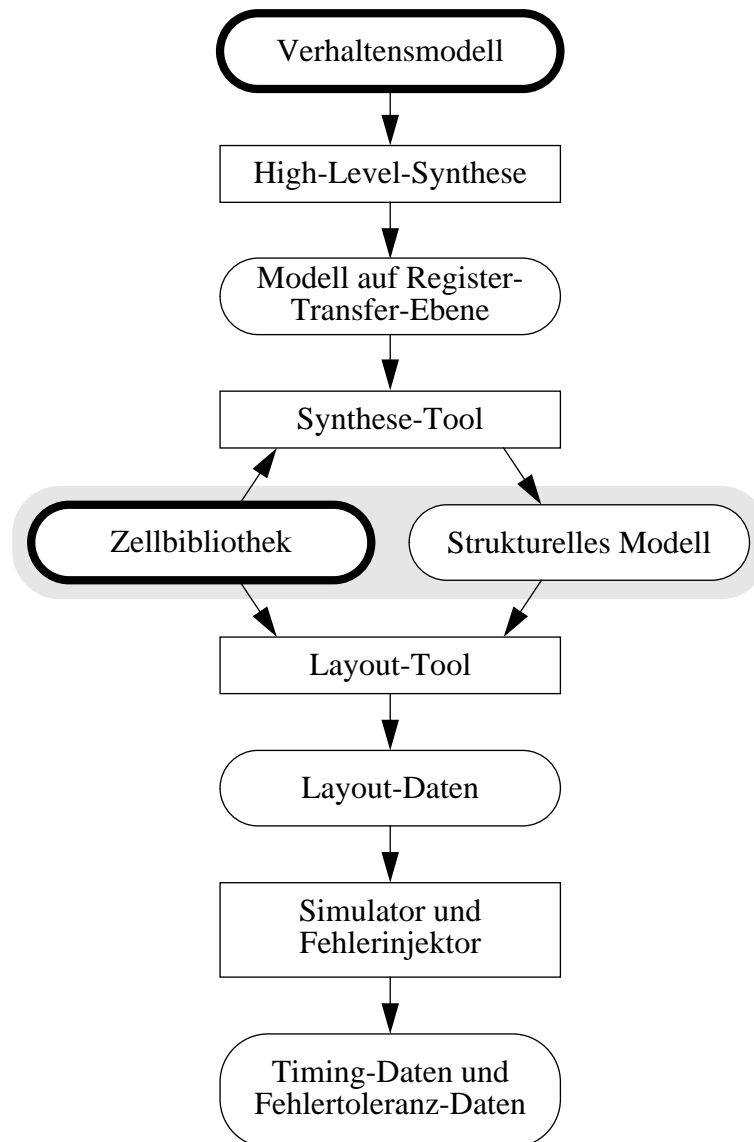 Verhaltensmodell
High-Level-Synthese
Modell auf Register-
Transfer-Ebene
Synthese-Tool
Zellbibliothek
Strukturelles Modell
Layout-Tool
Layout-Daten
Simulator und
Fehlerinjektor
Timing-Daten und
Fehlertoleranz-Daten